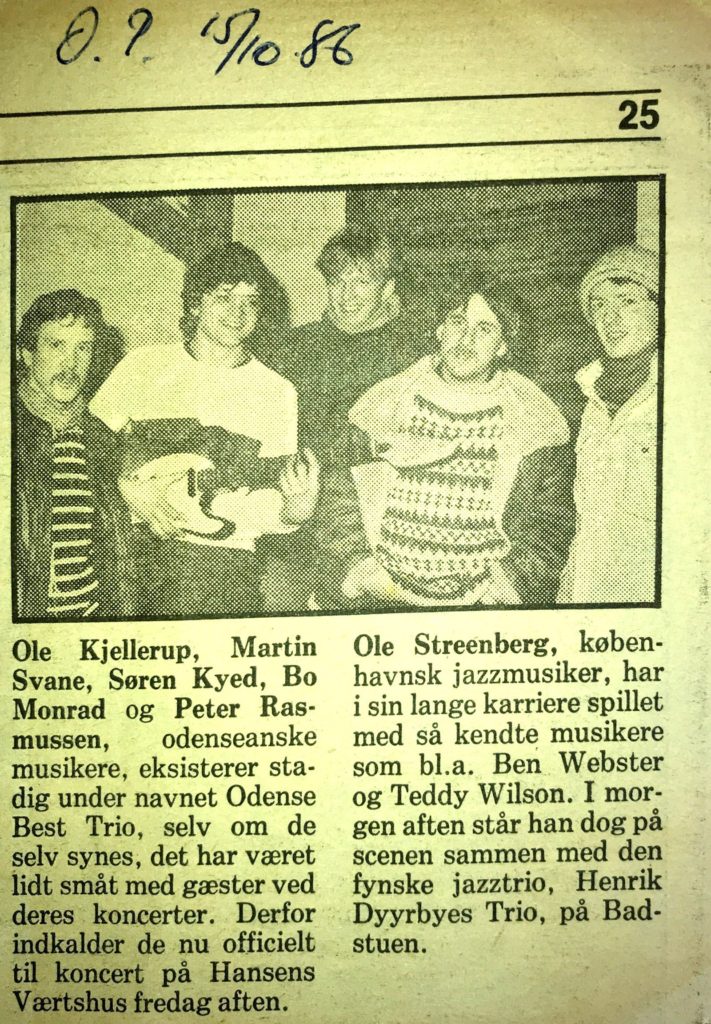 O.P. 15/10.86
25
Ole Kjellerup, Martin
Svane, Søren Kyed, Bo
Monrad og Peter Ras-
mussen, odenseanske
musikere, eksisterer sta-
dig under navnet Odense
Best Trio, selv om de
selv synes, det har været
lidt småt med gæster ved
deres koncerter. Derfor
indkalder de nu officielt
til koncert på Hansens
Værtshus fredag aften.
Ole Streenberg, køben-
havnsk jazzmusiker, har
i sin lange karriere spillet
med så kendte musikere
som bl.a. Ben Webster
og Teddy Wilson. I mor-
gen aften står han dog på
scenen sammen med den
fynske jazztrio, Henrik
Dyyrbyes Trio, på Bad-
stuen.